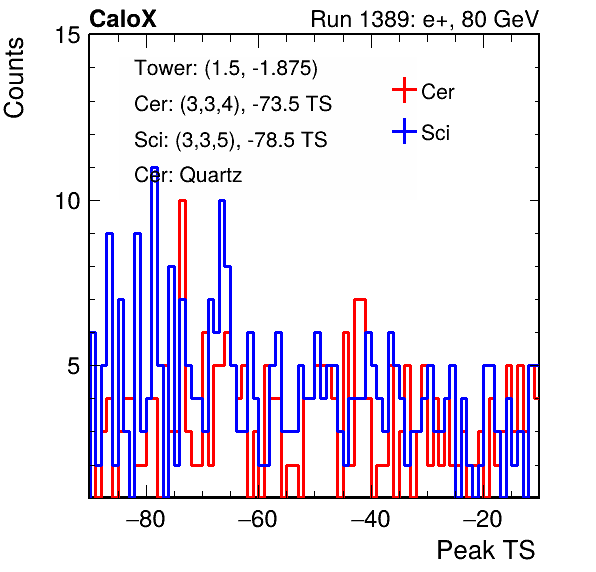 CaloX Run 1389: e+, 80 GeV
Counts
15
10
5
Tower: (1.5, -1.875)
Cer: (3,3,4), -73.5 TS
Sci: (3,3,5), -78.5 TS
Cer: Quartz
Cer
Sci
−80 −60 −40 −20
Peak TS